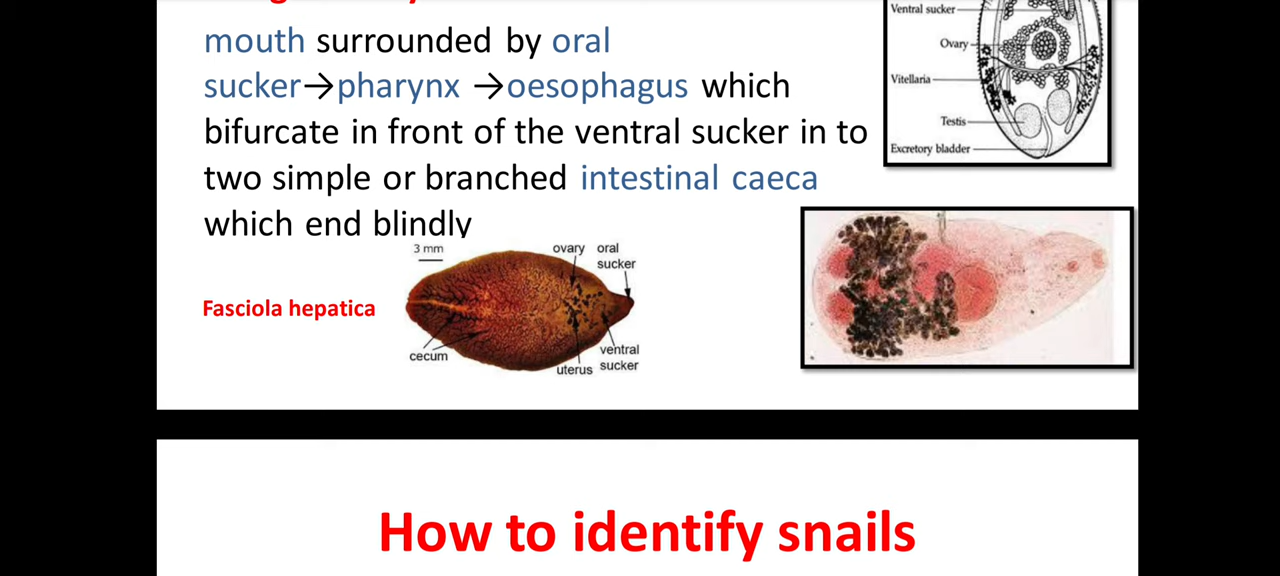 mouth surrounded by oral
sucker→pharynx →oesophagus which
bifurcate in front of the ventral sucker in to
two simple or branched intestinal caeca
which end blindly
Ventral sucker
Ovary
Vitellaria
Testis
Excretory bladder
Fasciola hepatica
3 mm
ovary
oral
sucker
cecum
uterus
ventral
sucker
How to identify snails